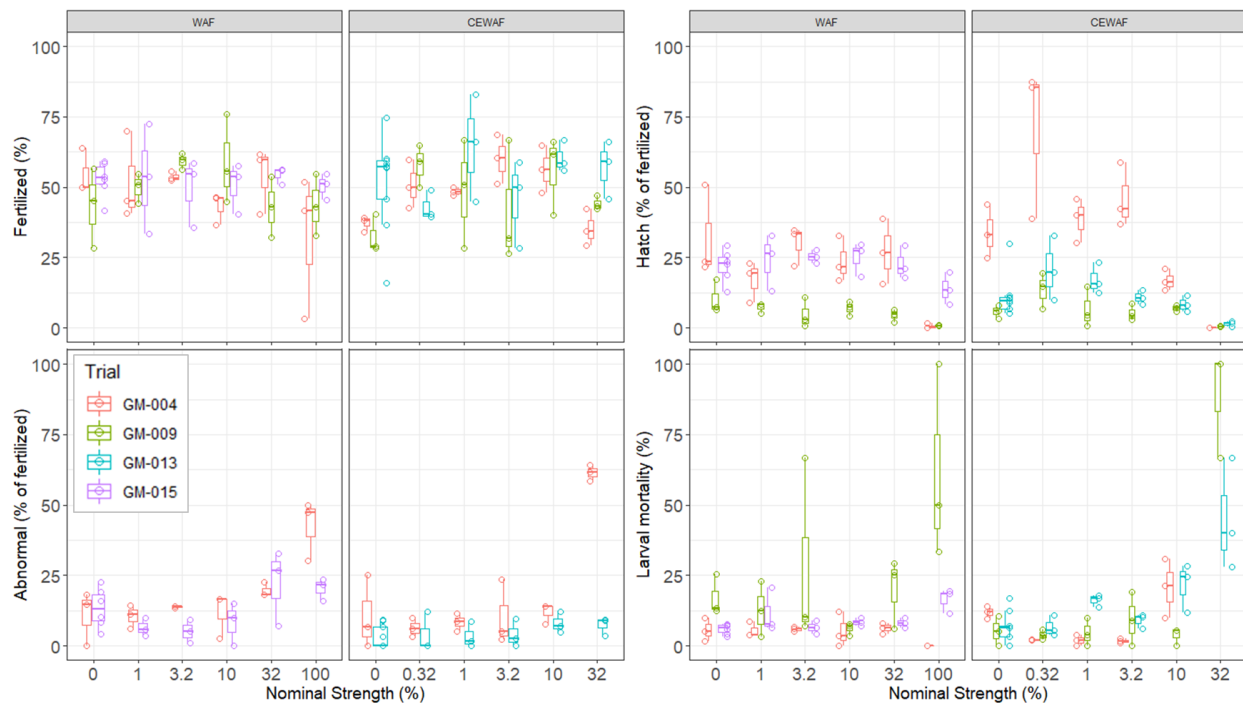 WAF
CEWAF
WAF
CEWAF
100
75
50
25
0
Fertilized (%)
100
75
50
25
0
Hatch (% of fertilized)
100
75
50
25
0
Abnormal (% of fertilized)
Trial
GM-004
GM-009
GM-013
GM-015
100
75
50
25
0
Larval mortality (%)
0 1 3.2 10 32 100
0 0.32 1 3.2 10 32
Nominal Strength (%)
0 1 3.2 10 32 100
0 0.32 1 3.2 10 32
Nominal Strength (%)